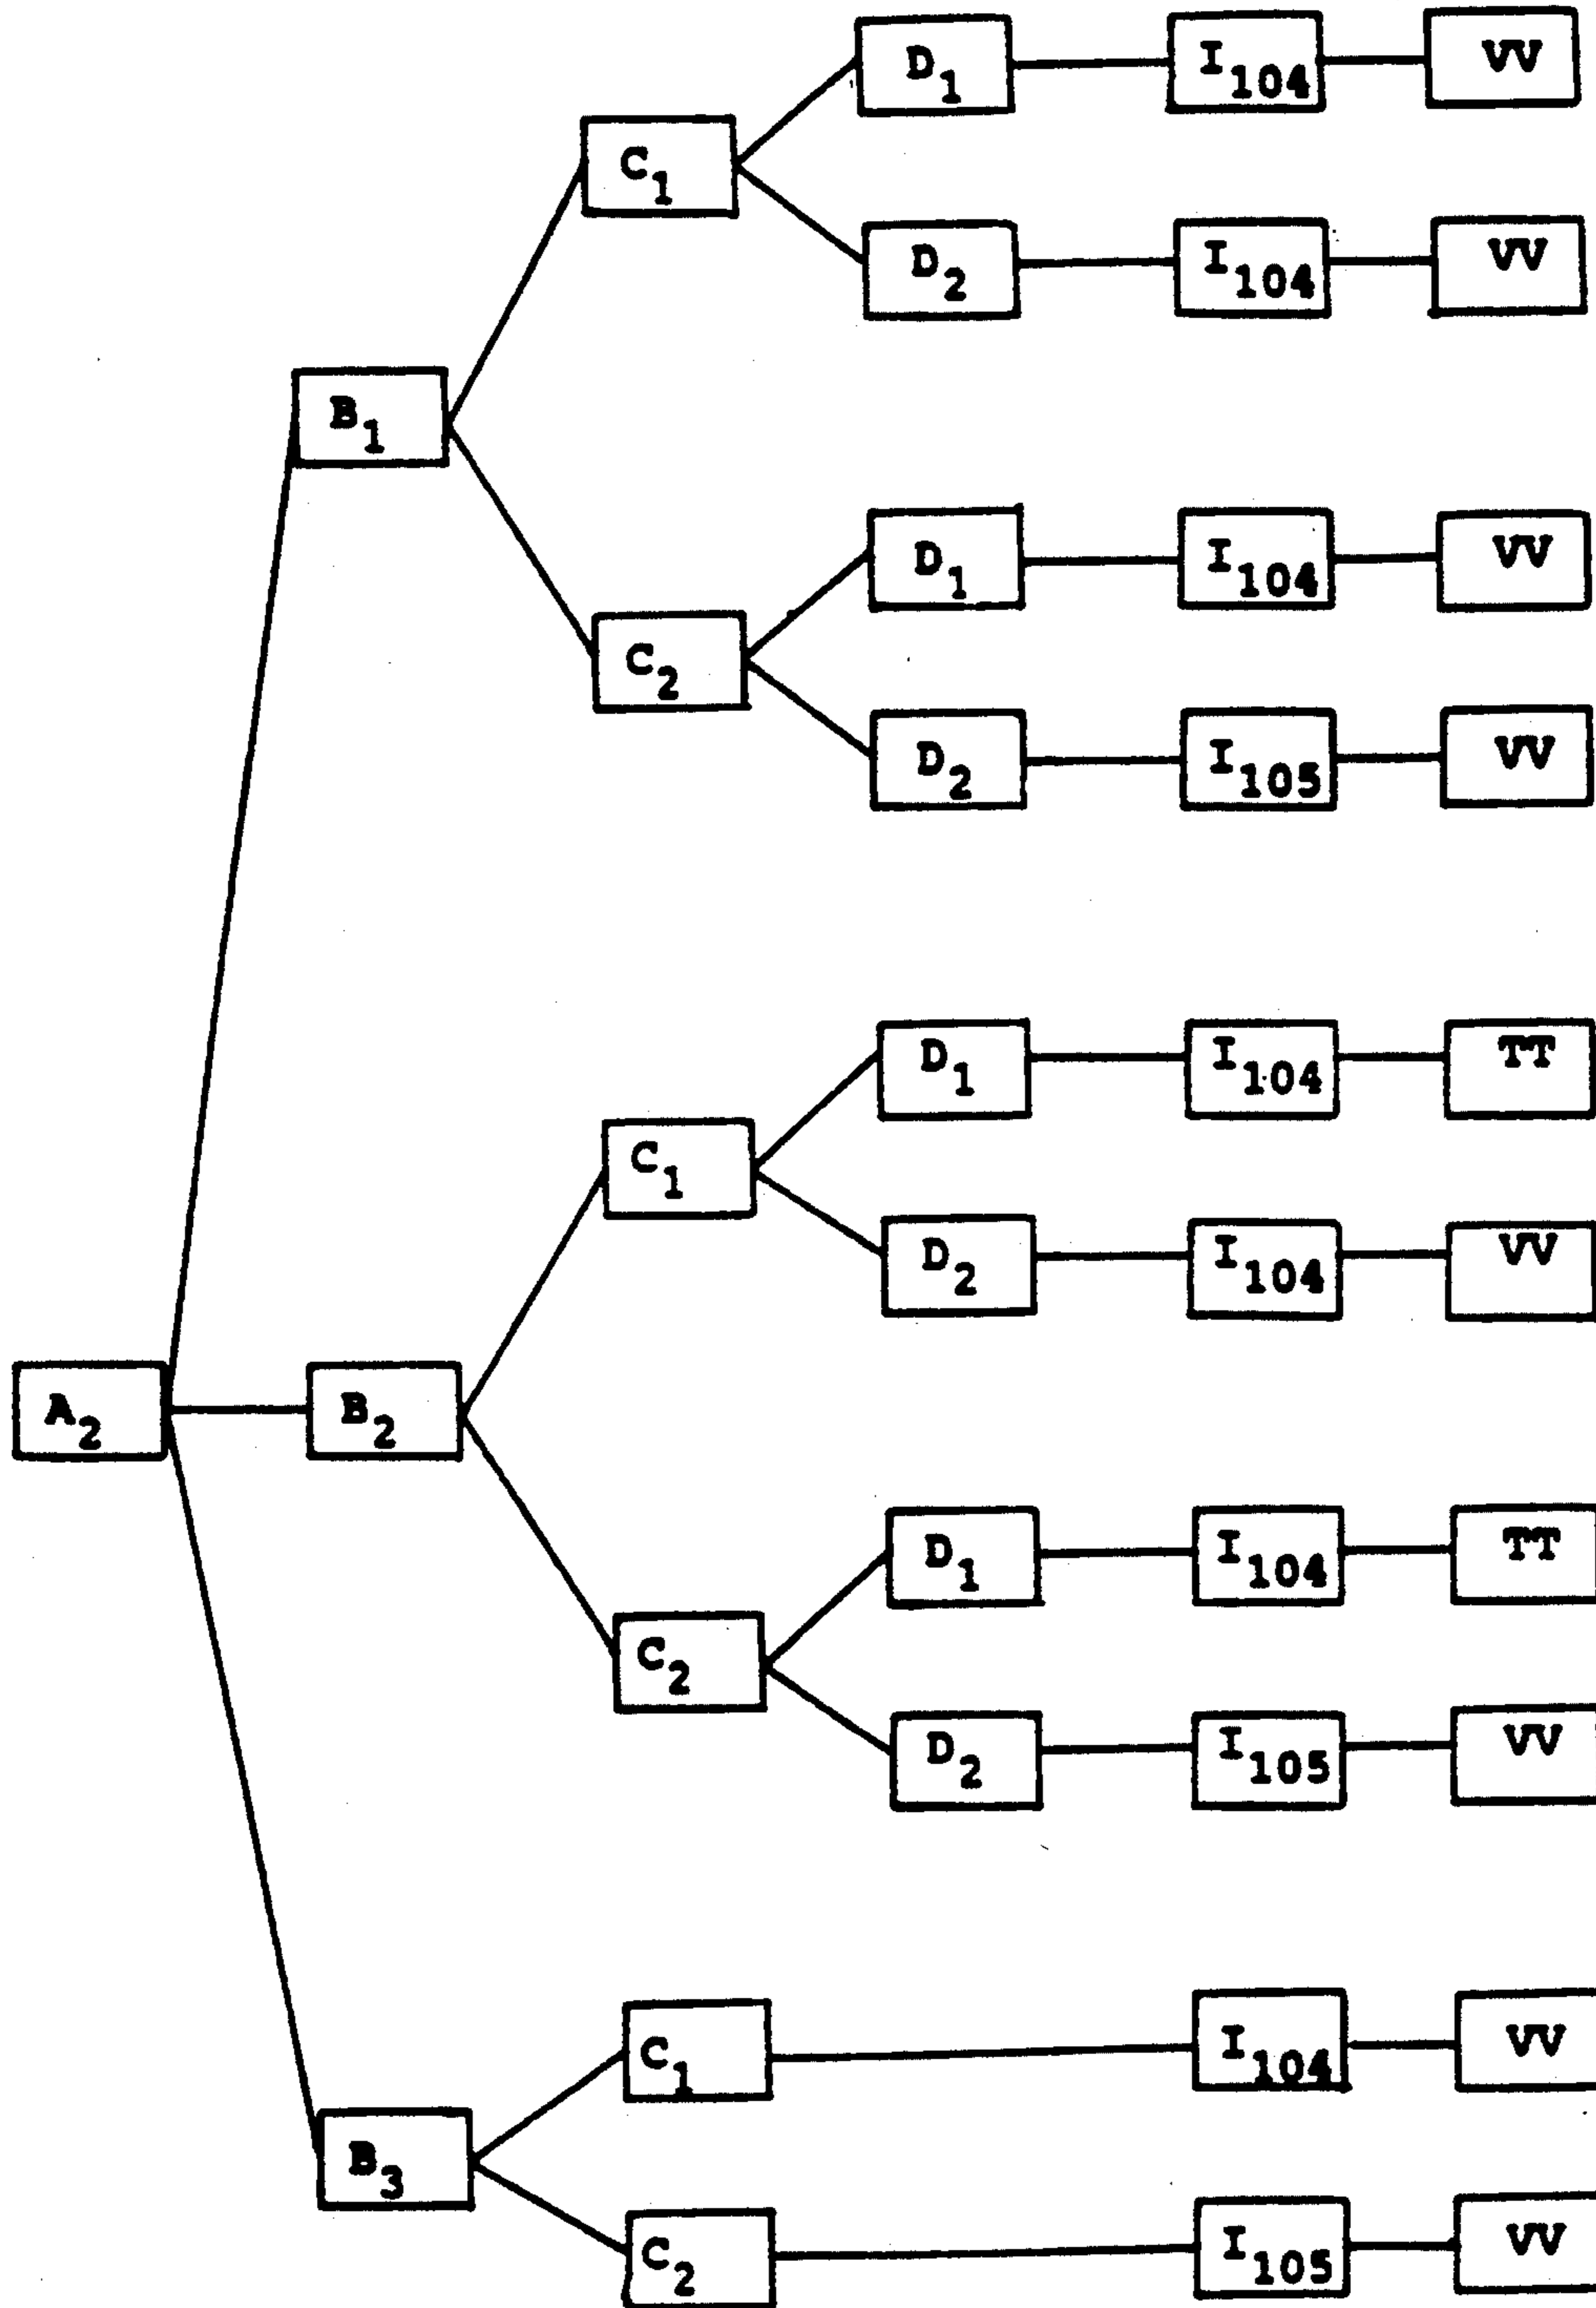 D₁ I₁₀₄ VV
C₁
D₂ I₁₀₄ VV
B₁
D₁ I₁₀₄ VV
C₂
D₂ I₁₀₅ VV
D₁ I₁₀₄ TT
C₁
D₂ I₁₀₄ VV
A₂ B₂
D₁ I₁₀₄ TT
C₂
D₂ I₁₀₅ VV
C₁ I₁₀₄ VV
B₃
C₂ I₁₀₅ VV